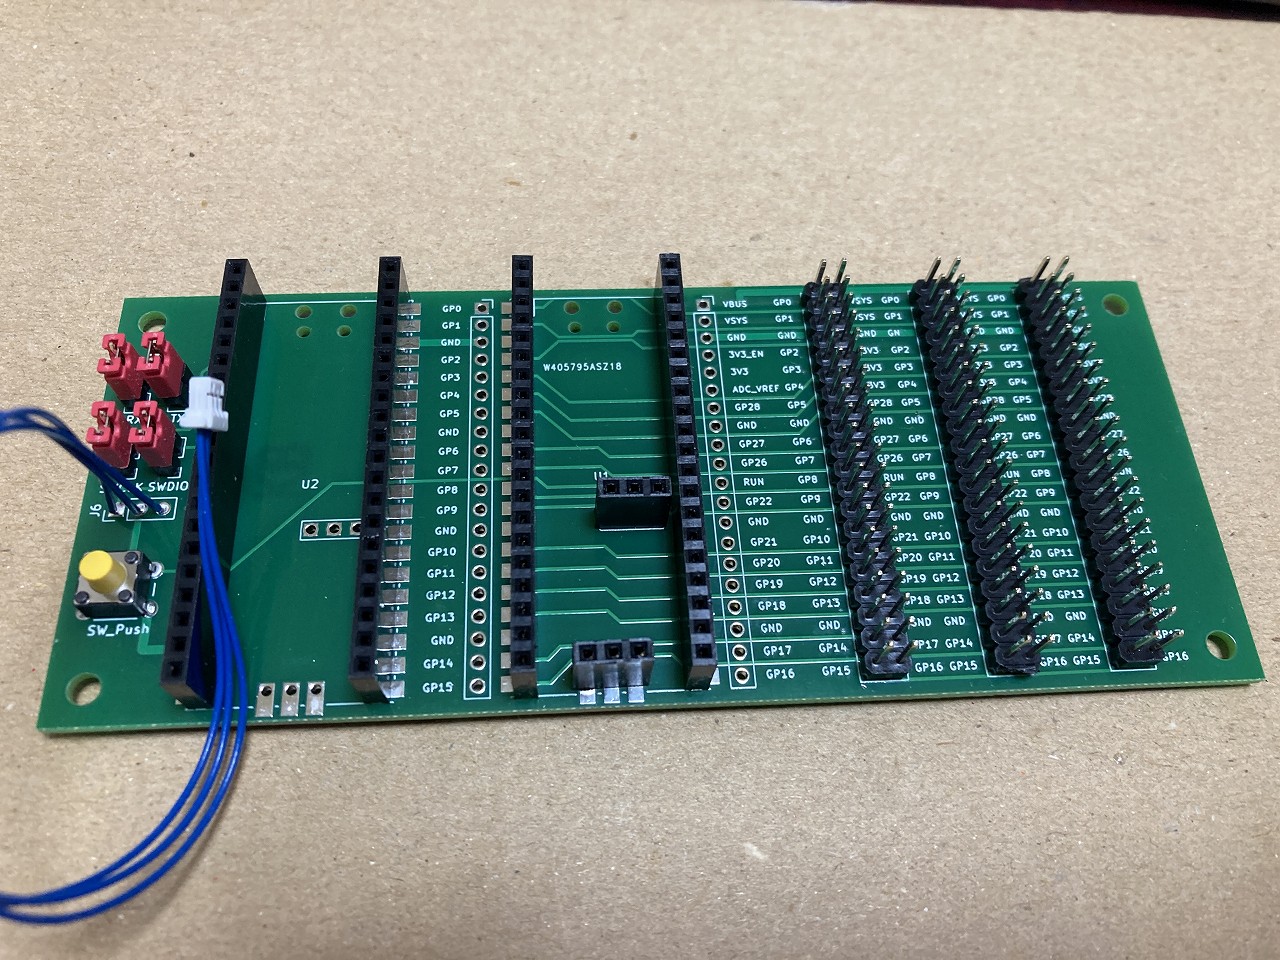 RX TX
SWDIO
J6
SW_Push
U2
GP0
GP1
GND
GP2
GP3
GP4
GP5
GND
GP6
GP7
GP8
GP9
GND
GP10
GP11
GP12
GP13
GND
GP14
GP15
W405795ASZ18
U1
VBUS GP0
VSYS GP1
GND GND
3V3_EN GP2
3V3 GP3
ADC_VREF GP4
GP28 GP5
GND GND
GP27 GP6
GP26 GP7
RUN GP8
GP22 GP9
GND GND
GP21 GP10
GP20 GP11
GP19 GP12
GP18 GP13
GND GND
GP17 GP14
GP16 GP15
GP0
GP1
GP2
GP3
GP4
GP28 GP5
GND GND
GP27 GP6
GP26 GP7
RUN GP8
GP22 GP9
GND GND
GP21 GP10
GP20 GP11
GP19 GP12
GP18 GP13
GND GND
GP17 GP14
GP16 GP15
GP0
GP1
GND
GP2
GP3
GP4
GP5
GND
GP6
GP7
GP8
GP9
GND
GP10
GP11
GP12
GP13
GND
GP17 GP14
GP16 GP15
GP16